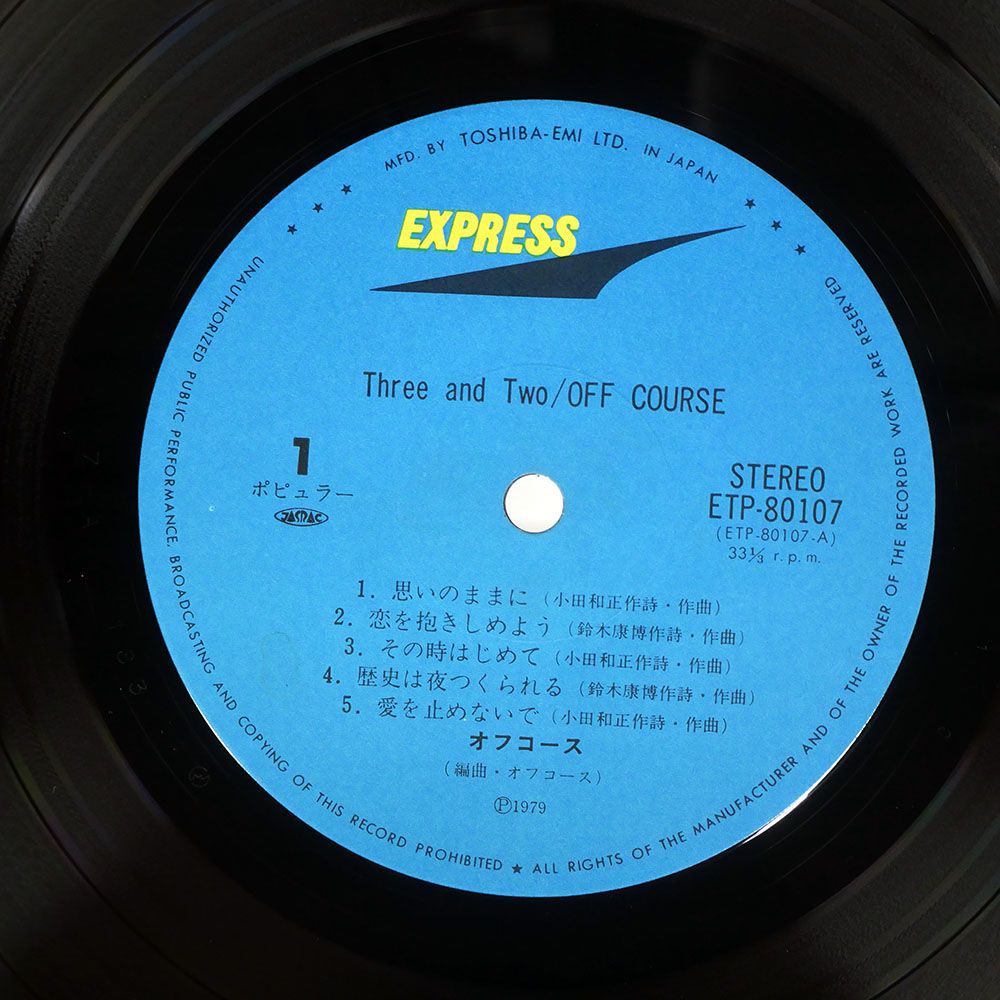 MFD. BY TOSHIBA-EMI LTD. IN JAPAN
EXPRESS
Three and Two/OFF COURSE
1
ポピュラー
JASRAC
STEREO
ETP-80107
(ETP-80107-A)
33⅓ r.p.m.
1. 思いのままに (小田和正作詩・作曲)
2. 恋を抱きしめよう (鈴木康博作詩・作曲)
3. その時はじめて (小田和正作詩・作曲)
4. 歴史は夜つくられる (鈴木康博作詩・作曲)
5. 愛を止めないで (小田和正作詩・作曲)
オフコース
(編曲・オフコース)
Ⓟ1979
UNAUTHORIZED PUBLIC PERFORMANCE, BROADCASTING AND COPYING OF THIS RECORD PROHIBITED ★ ALL RIGHTS OF THE MANUFACTURER AND OF THE OWNER OF THE RECORDED WORK ARE RESERVED